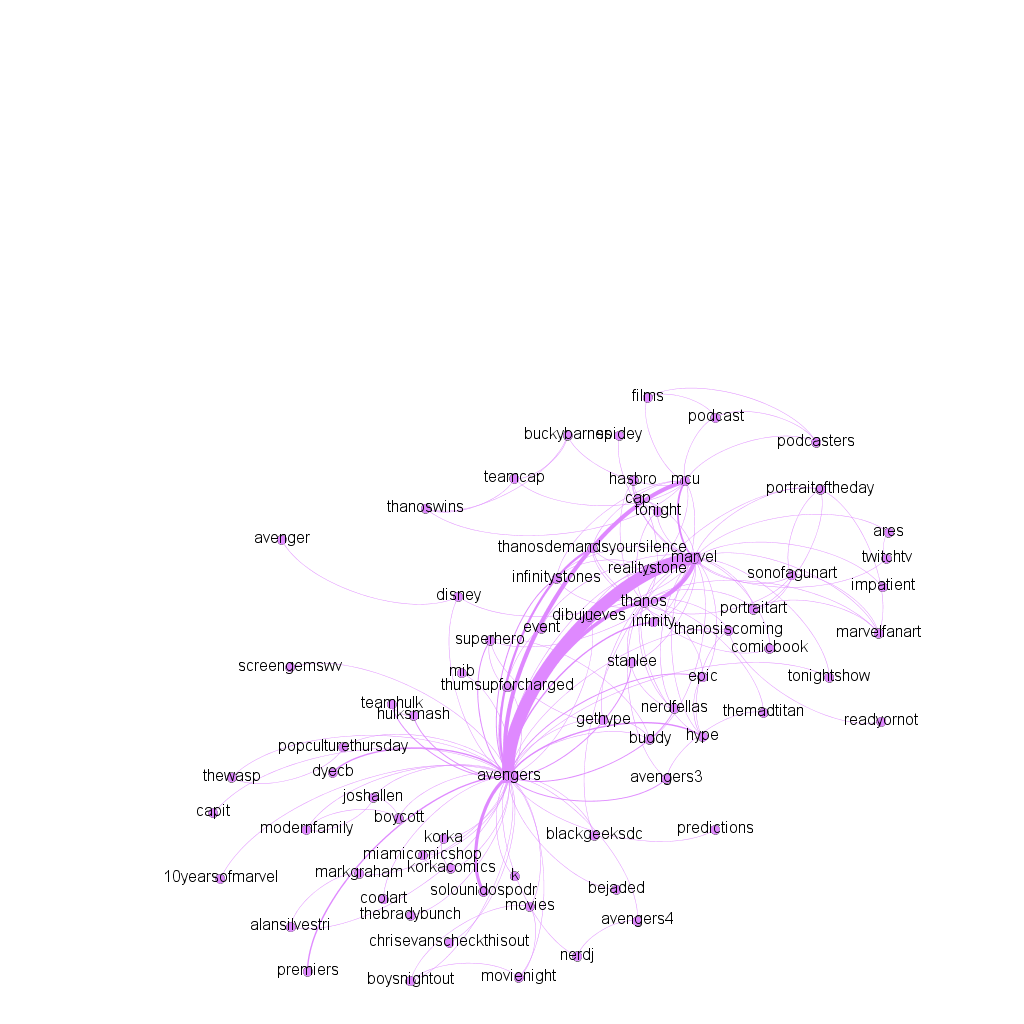 films
podcast
buckybarnes
spidey
podcasters
teamcap
hasbro
mcu
portraitoftheday
cap
thanoswins
tonight
ares
avenger
thanosdemandsyoursilence
marvel
twitchtv
realitystone
sonofagunart
infinitystones
impatient
disney
thanos
portraitart
dibujueves
infinity
event
thanosiscoming
marvelfanart
superhero
comicbook
stanlee
screengemswv
mib
epic
tonightshow
thumsupforcharged
teamhulk
nerdfellas
hulksmash
themadtitan
gethype
readyornot
buddy
hype
popculturethursday
dyecb
thewasp
avengers
avengers3
joshallen
capit
boycott
modernfamily
korka
blackgeeksdc
predictions
miamicomicshop
korkacomics
markgraham
k
10yearsofmarvel
solounidospodr
bejaded
coolart
movies
thebradybunch
avengers4
alansilvestri
chrisevanscheckthisout
nerdj
premiers
boysnightout
movienight